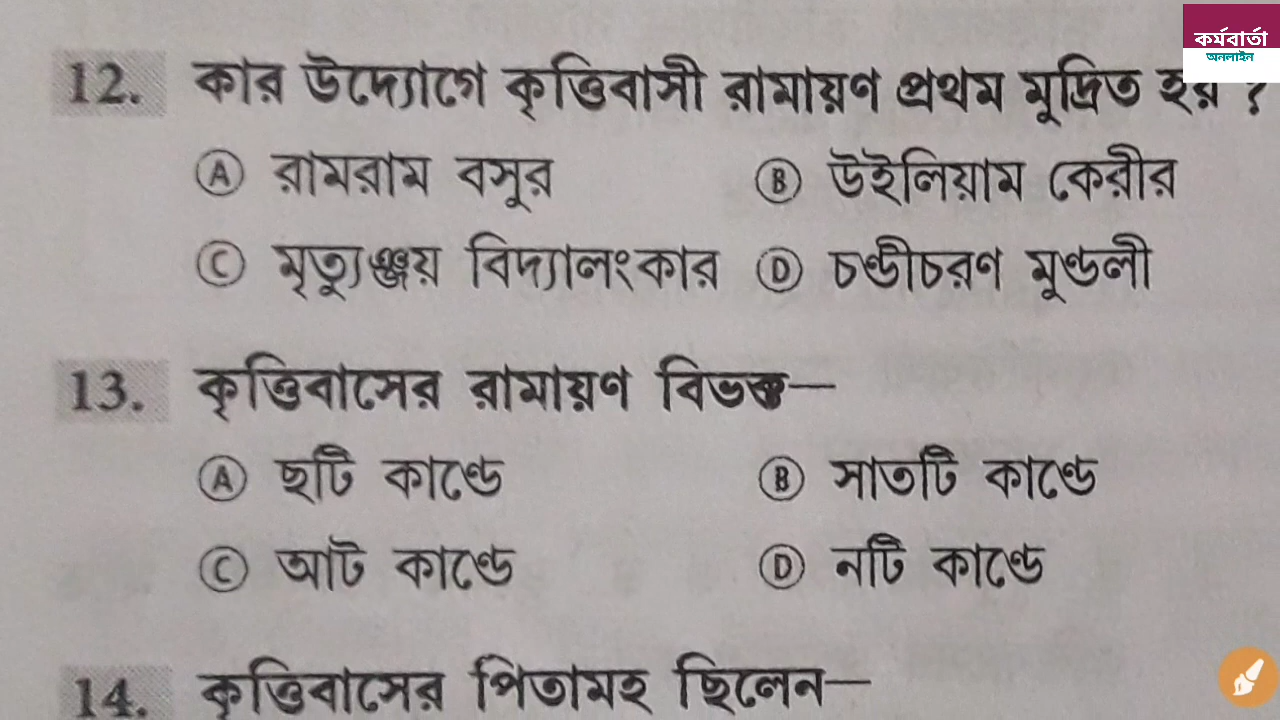 কর্মবার্তা
অনলাইন
12. কার উদ্যোগে কৃত্তিবাসী রামায়ণ প্রথম মুদ্রিত হয় ?
Ⓐ রামরাম বসুর Ⓑ উইলিয়াম কেরীর
Ⓒ মৃত্যুঞ্জয় বিদ্যালংকার Ⓓ চণ্ডীচরণ মুণ্ডলী
13. কৃত্তিবাসের রামায়ণ বিভক্ত—
Ⓐ ছটি কাণ্ডে Ⓑ সাতটি কাণ্ডে
Ⓒ আট কাণ্ডে Ⓓ নটি কাণ্ডে
14. কৃত্তিবাসের পিতামহ ছিলেন—